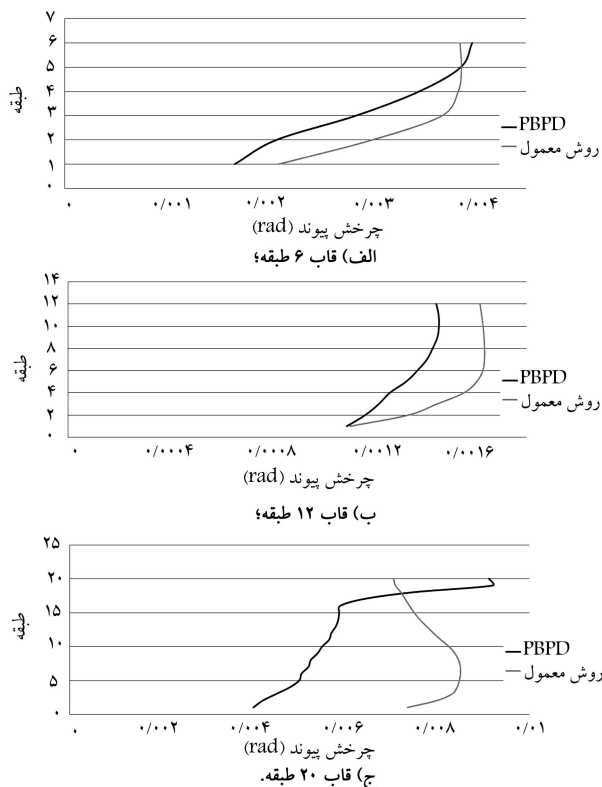 ۷
۶
۵
۴
۳
۲
۱
۰
طبقه
PBPD
روش معمول
۰ ۰/۰۰۱ ۰/۰۰۲ ۰/۰۰۳ ۰/۰۰۴
چرخش پیوند (rad)
الف) قاب ۶ طبقه؛
۱۴
۱۲
۱۰
۸
۶
۴
۲
۰
طبقه
PBPD
روش معمول
۰ ۰/۰۰۰۴ ۰/۰۰۰۸ ۰/۰۰۱۲ ۰/۰۰۱۶
چرخش پیوند (rad)
ب) قاب ۱۲ طبقه؛
۲۵
۲۰
۱۵
۱۰
۵
۰
طبقه
PBPD
روش معمول
۰ ۰/۰۰۲ ۰/۰۰۴ ۰/۰۰۶ ۰/۰۰۸ ۰/۰۱
چرخش پیوند (rad)
ج) قاب ۲۰ طبقه.